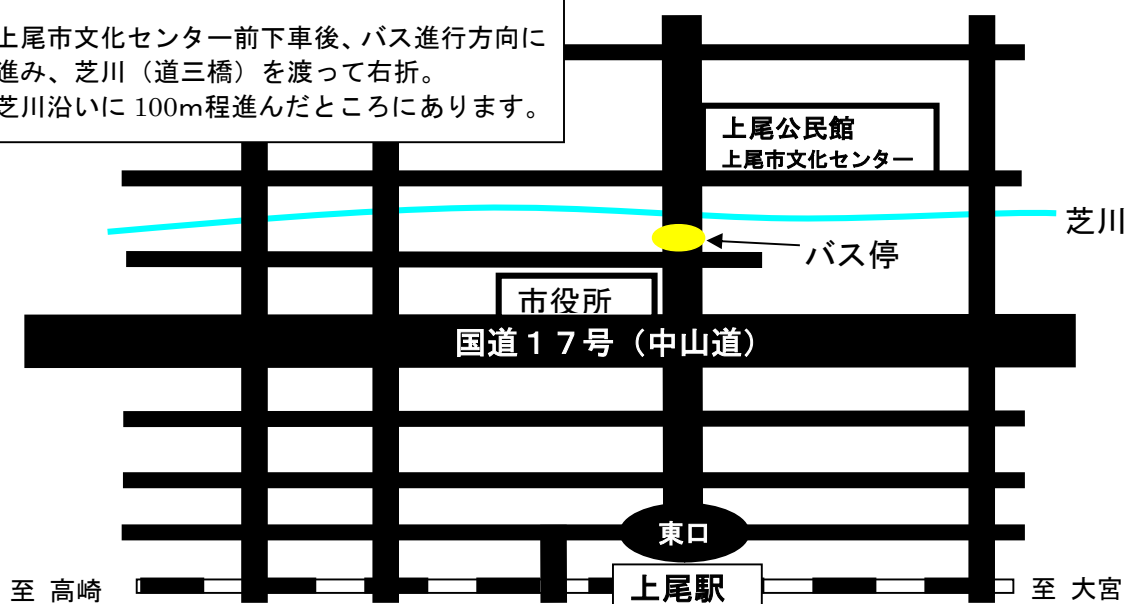 上尾市文化センター前下車後、バス進行方向に
進み、芝川（道三橋）を渡って右折。
芝川沿いに 100m程進んだところにあります。
上尾公民館
上尾市文化センター
芝川
バス停
市役所
国道１７号（中山道）
東口
至 高崎
上尾駅
至 大宮